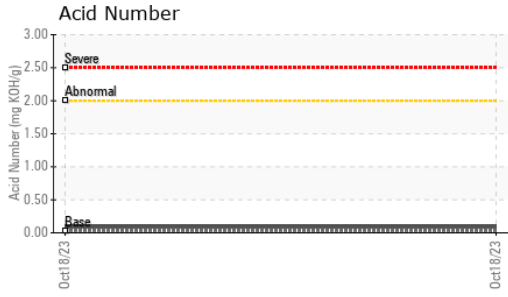 Acid Number
Acid Number (mg KOH/g)
3.00
2.50
2.00
1.50
1.00
0.50
0.00
Severe
Abnormal
Base
Oct18/23
Oct18/23